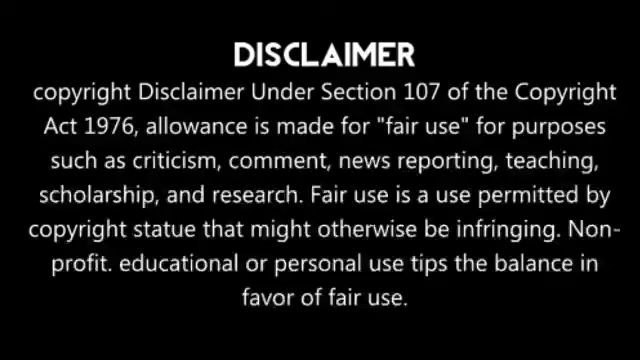 DISCLAIMER
copyright Disclaimer Under Section 107 of the Copyright
Act 1976, allowance is made for "fair use" for purposes
such as criticism, comment, news reporting, teaching,
scholarship, and research. Fair use is a use permitted by
copyright statue that might otherwise be infringing. Non-
profit. educational or personal use tips the balance in
favor of fair use.